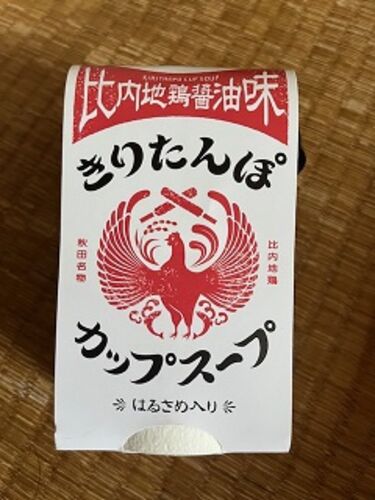 KIRITANPO CUP SOUP
比内地鶏醤油味
きりたんぽ
秋田名物
比内地鶏
カップスープ
はるさめ入り